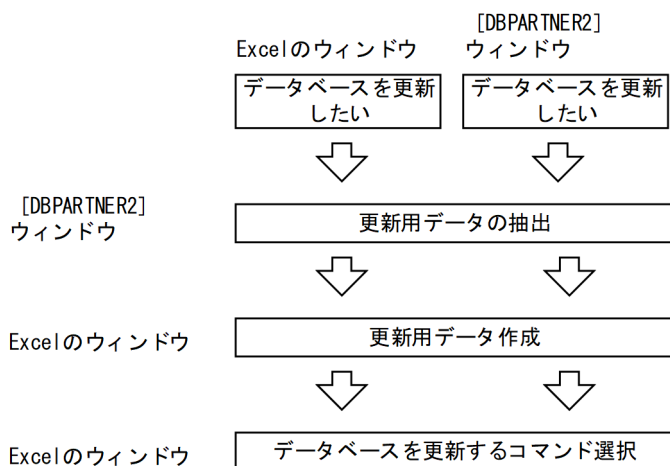 [DBPARTNER2]
Excelのウィンドウ
ウィンドウ
データベースを更新
したい
データベースを更新
したい
[DBPARTNER2]
ウィンドウ
更新用データの抽出
Excelのウィンドウ
更新用データ作成
Excelのウィンドウ
データベースを更新するコマンド選択